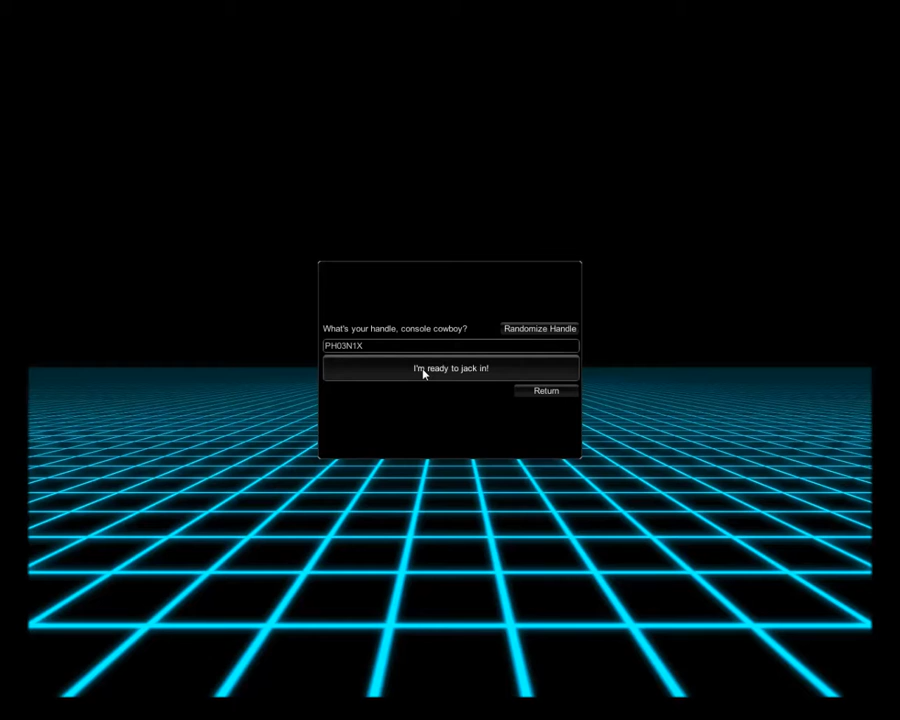 What's your handle, console cowboy?
Randomize Handle
PH03N1X
I'm ready to jack in!
Return